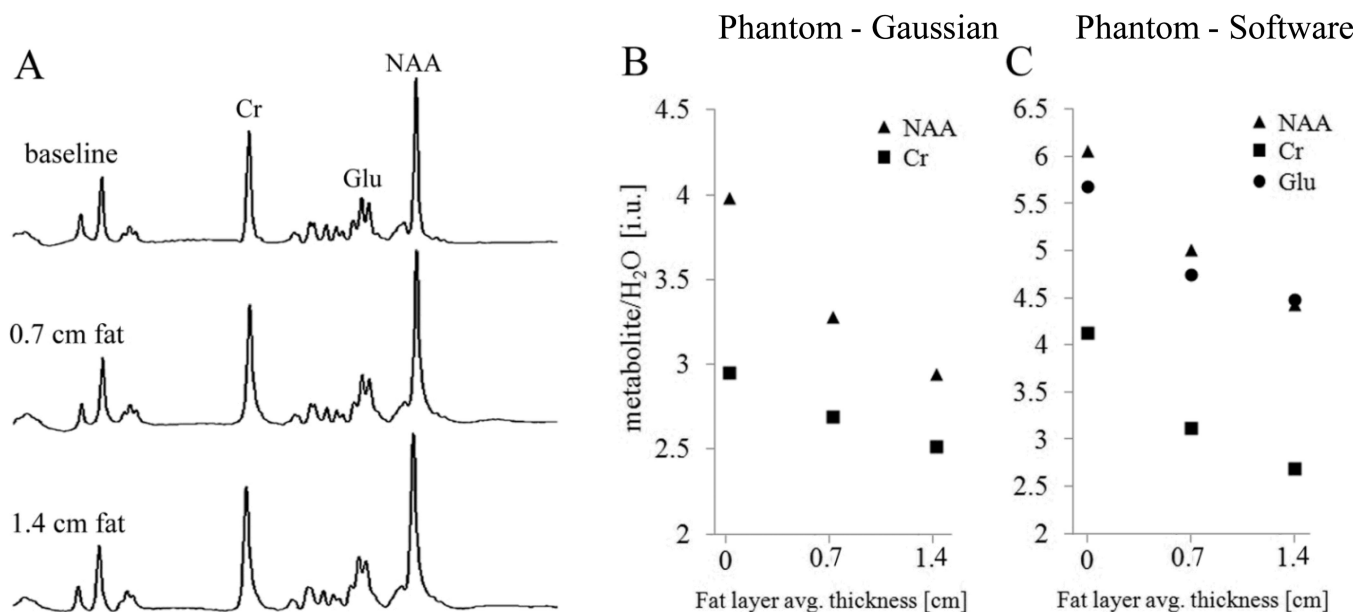 Phantom - Gaussian
Phantom - Software
A
NAA
Cr
baseline
Glu
0.7 cm fat
1.4 cm fat
B
4.5
4
3.5
3
2.5
2
metabolite/H₂O [i.u.]
NAA
Cr
0
0.7
1.4
Fat layer avg. thickness [cm]
C
6.5
6
5.5
5
4.5
4
3.5
3
2.5
2
NAA
Cr
Glu
0
0.7
1.4
Fat layer avg. thickness [cm]